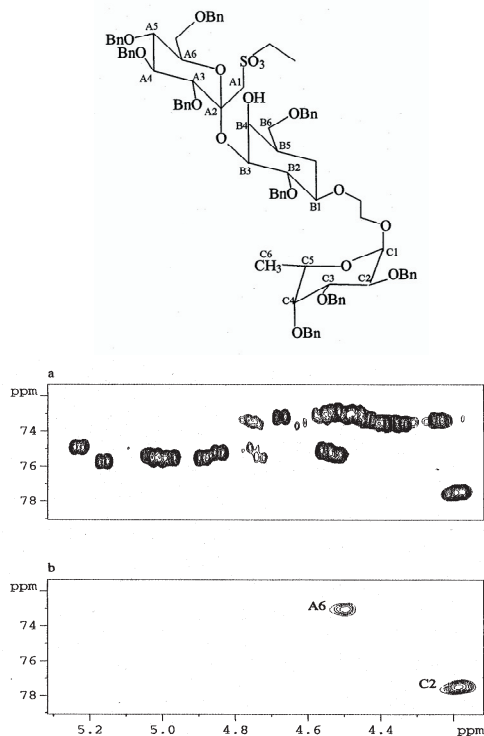 OBn
A5
BnO
BnO
A6
SO3
A4
A3
O
A1
BnO
A2
OH
OBn
B4
B6
O
B5
B3
B2
BnO
O
B1
O
C6
CH3
C5
O
C1
C3
C2
OBn
C4
OBn
OBn
a
ppm
74
76
78
b
ppm
A6
74
76
C2
78
5.2 5.0 4.8 4.6 4.4 ppm